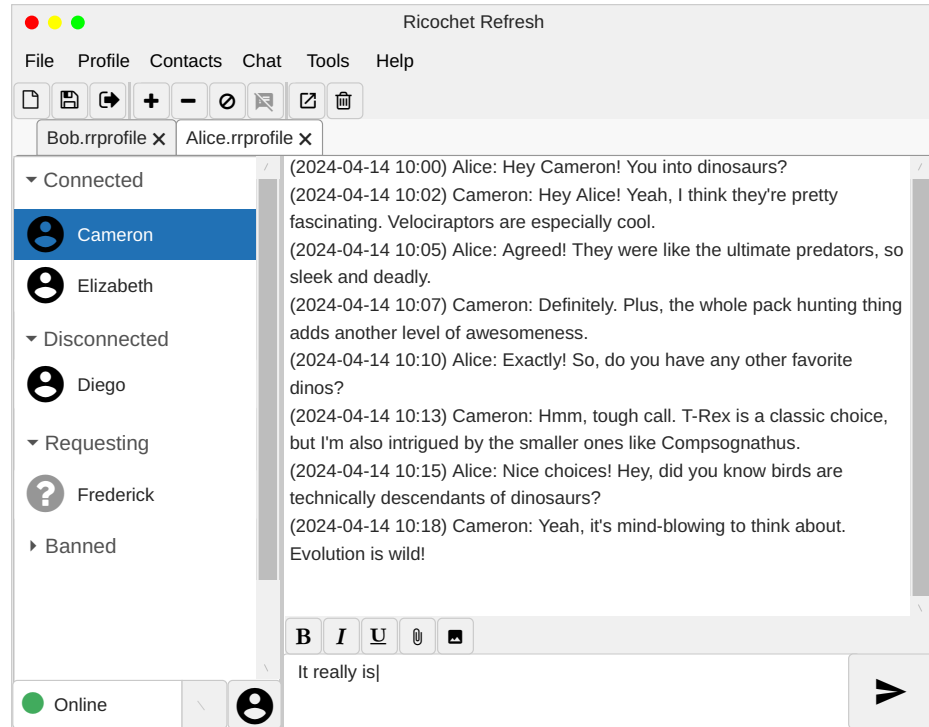 Ricochet Refresh
File Profile Contacts Chat Tools Help
Bob.rrprofile Alice.rrprofile
Connected
Cameron
Elizabeth
Disconnected
Diego
Requesting
?
Frederick
Banned
Online
(2024-04-14 10:00) Alice: Hey Cameron! You into dinosaurs?
(2024-04-14 10:02) Cameron: Hey Alice! Yeah, I think they're pretty
fascinating. Velociraptors are especially cool.
(2024-04-14 10:05) Alice: Agreed! They were like the ultimate predators, so
sleek and deadly.
(2024-04-14 10:07) Cameron: Definitely. Plus, the whole pack hunting thing
adds another level of awesomeness.
(2024-04-14 10:10) Alice: Exactly! So, do you have any other favorite
dinos?
(2024-04-14 10:13) Cameron: Hmm, tough call. T-Rex is a classic choice,
but I'm also intrigued by the smaller ones like Compsognathus.
(2024-04-14 10:15) Alice: Nice choices! Hey, did you know birds are
technically descendants of dinosaurs?
(2024-04-14 10:18) Cameron: Yeah, it's mind-blowing to think about.
Evolution is wild!
B I U
It really is